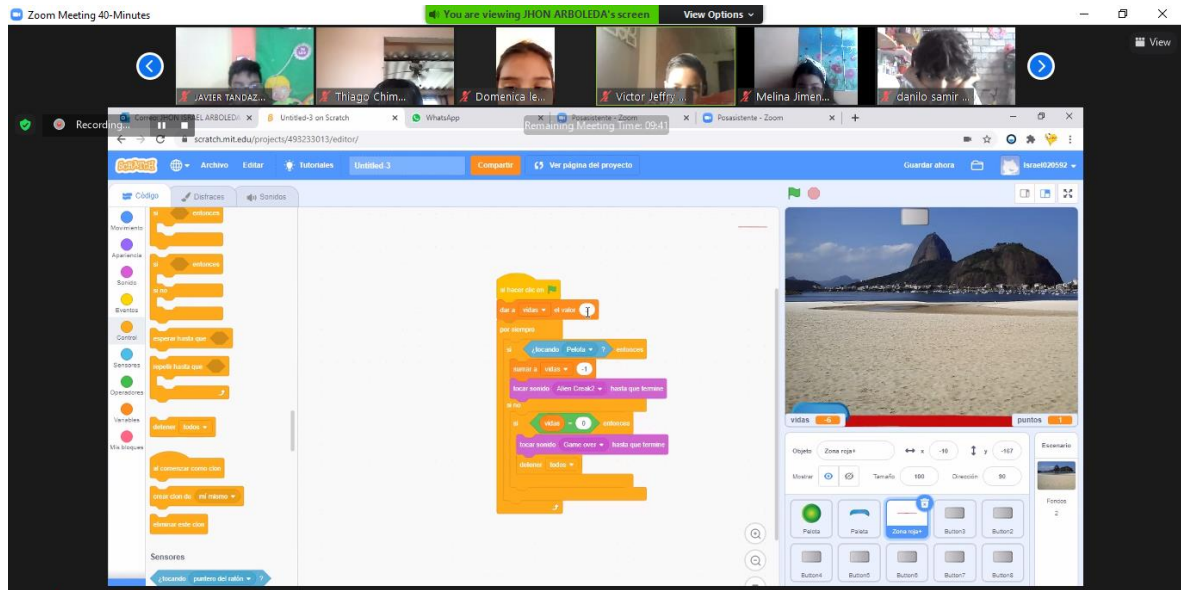 Zoom Meeting 40-Minutes
You are viewing JHON ARBOLEDA's screen
View Options
View
JAVIER TANDAZ...
Thiago Chim...
Domenica le...
Victor Jeffry ...
Melina Jimen...
danilo samir ...
Recording...
Untitled-3 on Scratch
WhatsApp
Posasistente - Zoom
Posasistente - Zoom
Remaining Meeting Time: 09:41
scratch.mit.edu/projects/493233013/editor/
SCRATCH
Archivo
Editar
Tutoriales
Untitled-3
Compartir
Ver página del proyecto
Guardar ahora
Israel020592
Código
Disfraces
Sonidos
Movimiento
Apariencia
Sonido
Eventos
Control
Sensores
Operadores
Variables
Mis bloques
si entonces
si entonces
si no
esperar hasta que
repetir hasta que
detener todos
al comenzar como clon
crear clon de mí mismo
eliminar este clon
Sensores
¿tocando puntero del ratón ?
al hacer clic en
dar a vidas el valor
por siempre
si ¿tocando Pelota ? entonces
sumar a vidas -1
tocar sonido Alien Creak2 hasta que termine
si no
si vidas = 0 entonces
tocar sonido Game over hasta que termine
detener todos
vidas -5
puntos 1
Objeto Zona roja+
x -10
y -167
Mostrar
Tamaño 100
Dirección 90
Escenario
Fondos
2
Pelota
Paleta
Zona roja+
Button3
Button2
Button4
Button5
Button6
Button7
Button8